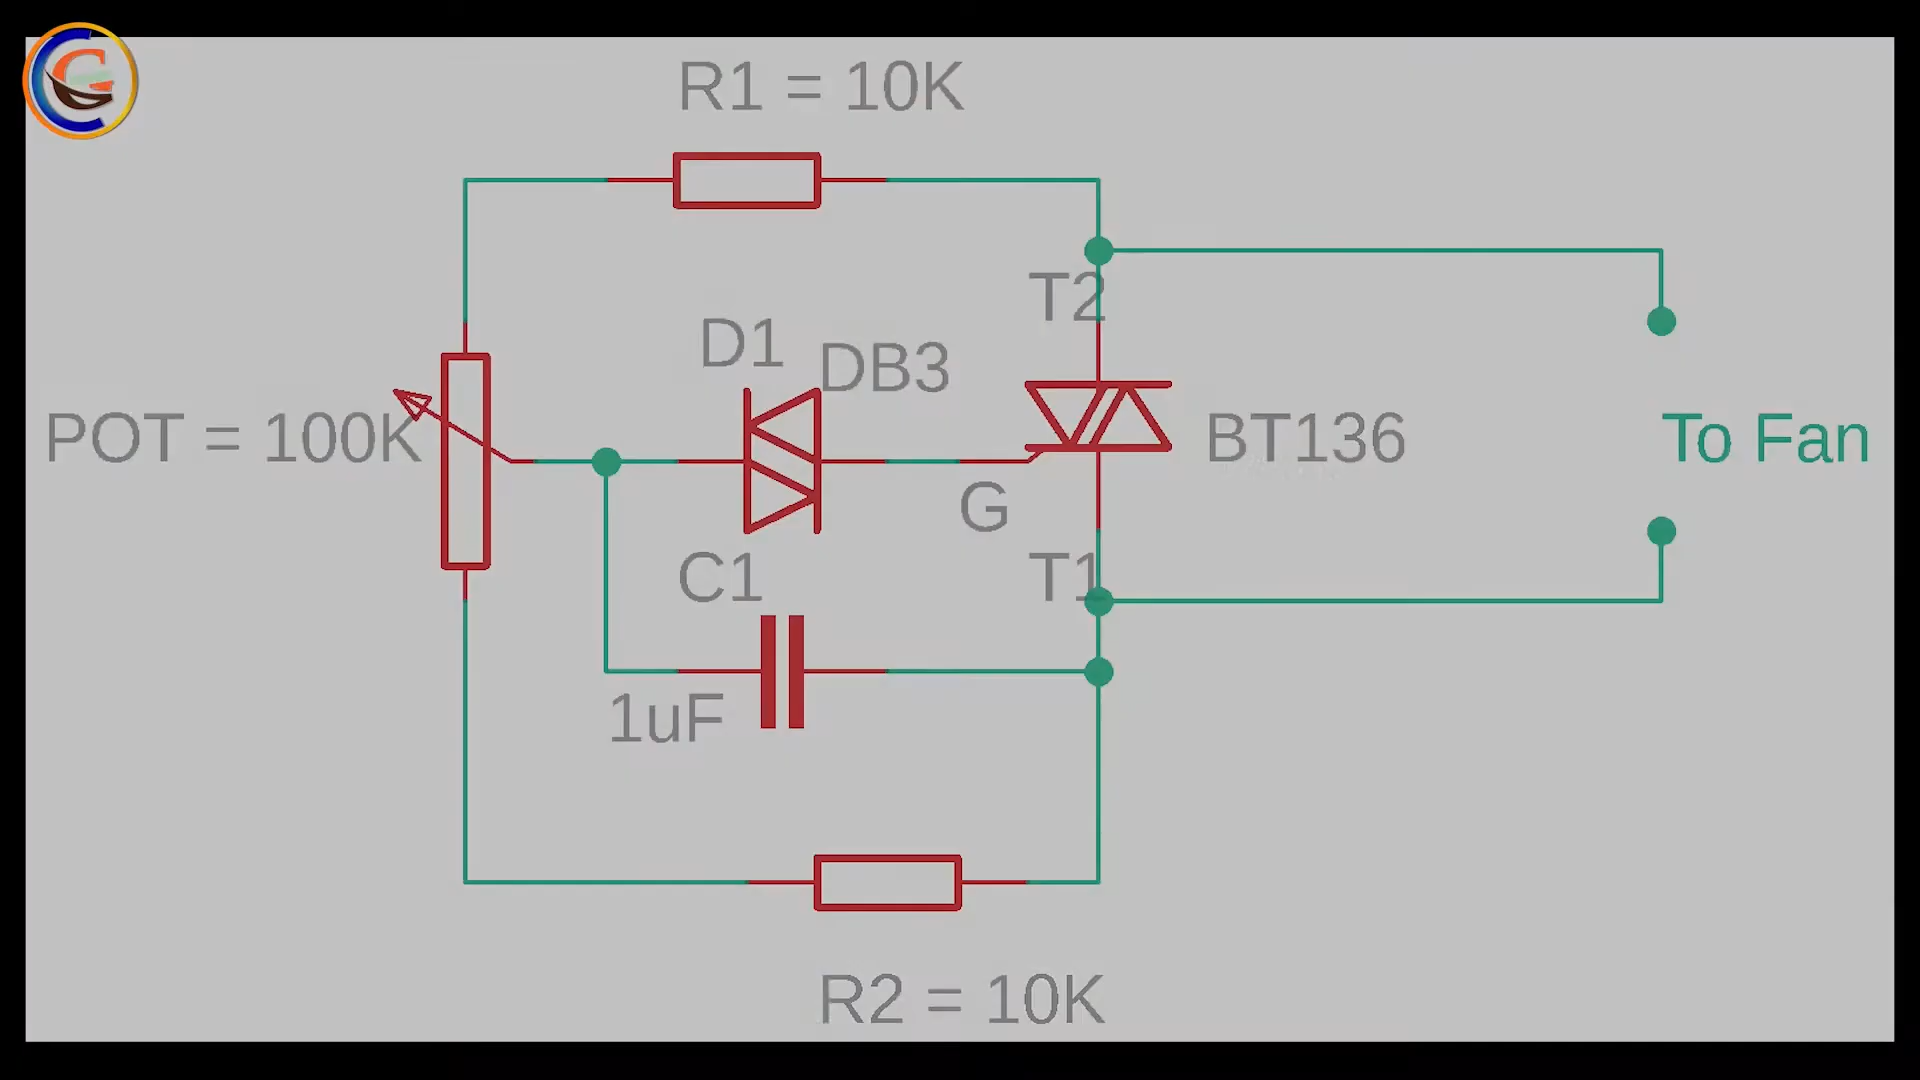 R1 = 10K
T2
D1
DB3
POT = 100K
BT136
To Fan
G
C1
T1
1uF
R2 = 10K